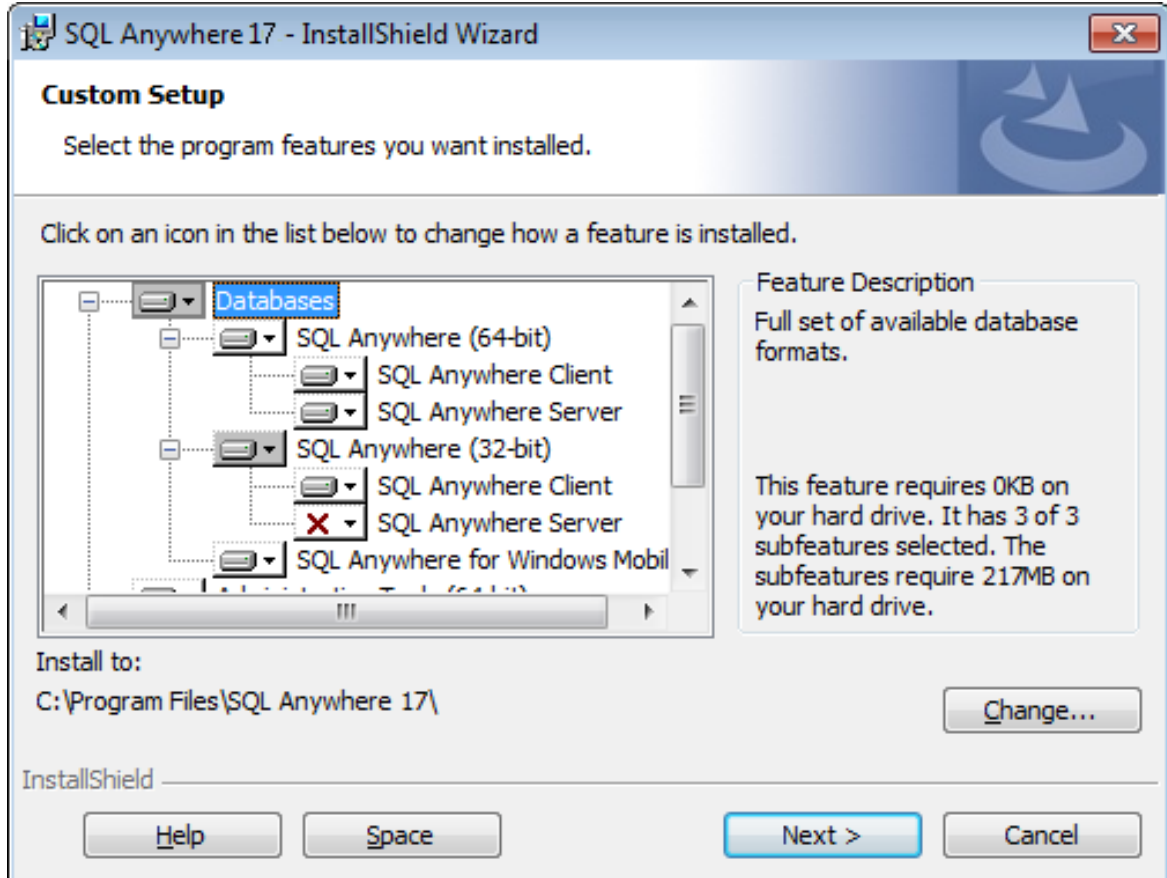 SQL Anywhere 17 - InstallShield Wizard
Custom Setup
Select the program features you want installed.
Click on an icon in the list below to change how a feature is installed.
Databases
SQL Anywhere (64-bit)
SQL Anywhere Client
SQL Anywhere Server
SQL Anywhere (32-bit)
SQL Anywhere Client
SQL Anywhere Server
SQL Anywhere for Windows Mobil
Feature Description
Full set of available database
formats.
This feature requires 0KB on
your hard drive. It has 3 of 3
subfeatures selected. The
subfeatures require 217MB on
your hard drive.
Install to:
C:\Program Files\SQL Anywhere 17\
Change...
InstallShield
Help
Space
Next >
Cancel